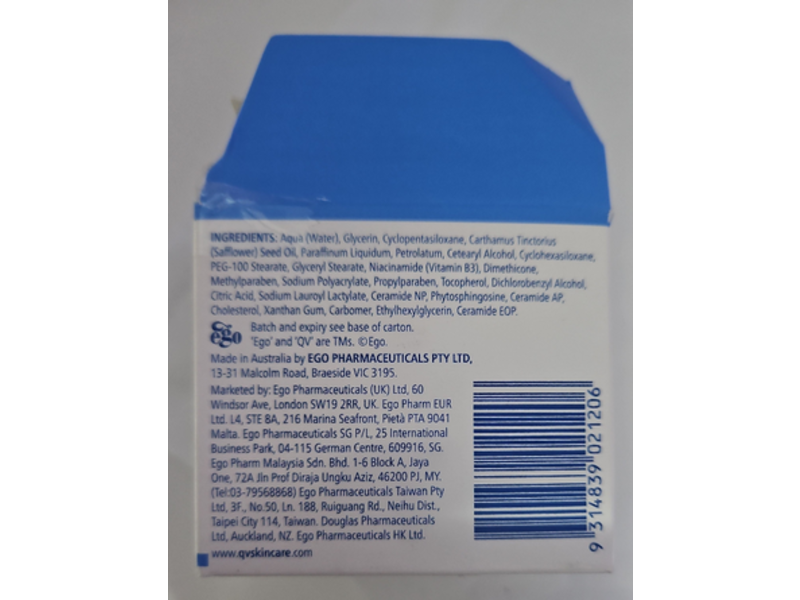 INGREDIENTS: Aqua (Water), Glycerin, Cyclopentasiloxane, Carthamus Tinctorius
(Safflower) Seed Oil, Paraffinum Liquidum, Petrolatum, Cetearyl Alcohol, Cyclohexasiloxane,
PEG-100 Stearate, Glyceryl Stearate, Niacinamide (Vitamin B3), Dimethicone,
Methylparaben, Sodium Polyacrylate, Propylparaben, Tocopherol, Dichlorobenzyl Alcohol,
Citric Acid, Sodium Lauroyl Lactylate, Ceramide NP, Phytosphingosine, Ceramide AP,
Cholesterol, Xanthan Gum, Carbomer, Ethylhexylglycerin, Ceramide EOP.
ego
Batch and expiry see base of carton.
'Ego' and 'QV' are TMs. ©Ego.
Made in Australia by EGO PHARMACEUTICALS PTY LTD,
13-31 Malcolm Road, Braeside VIC 3195.
Marketed by: Ego Pharmaceuticals (UK) Ltd, 60
Windsor Ave, London SW19 2RR, UK. Ego Pharm EUR
Ltd. L4, STE 8A, 216 Marina Seafront, Pietà PTA 9041
Malta. Ego Pharmaceuticals SG P/L, 25 International
Business Park, 04-115 German Centre, 609916, SG.
Ego Pharm Malaysia Sdn. Bhd. 1-6 Block A, Jaya
One, 72A Jln Prof Diraja Ungku Aziz, 46200 PJ, MY.
(Tel:03-79568868) Ego Pharmaceuticals Taiwan Pty
Ltd, 3F., No.50, Ln. 188, Ruiguang Rd., Neihu Dist.,
Taipei City 114, Taiwan. Douglas Pharmaceuticals
Ltd, Auckland, NZ. Ego Pharmaceuticals HK Ltd.
www.qvskincare.com
9 314839 021206